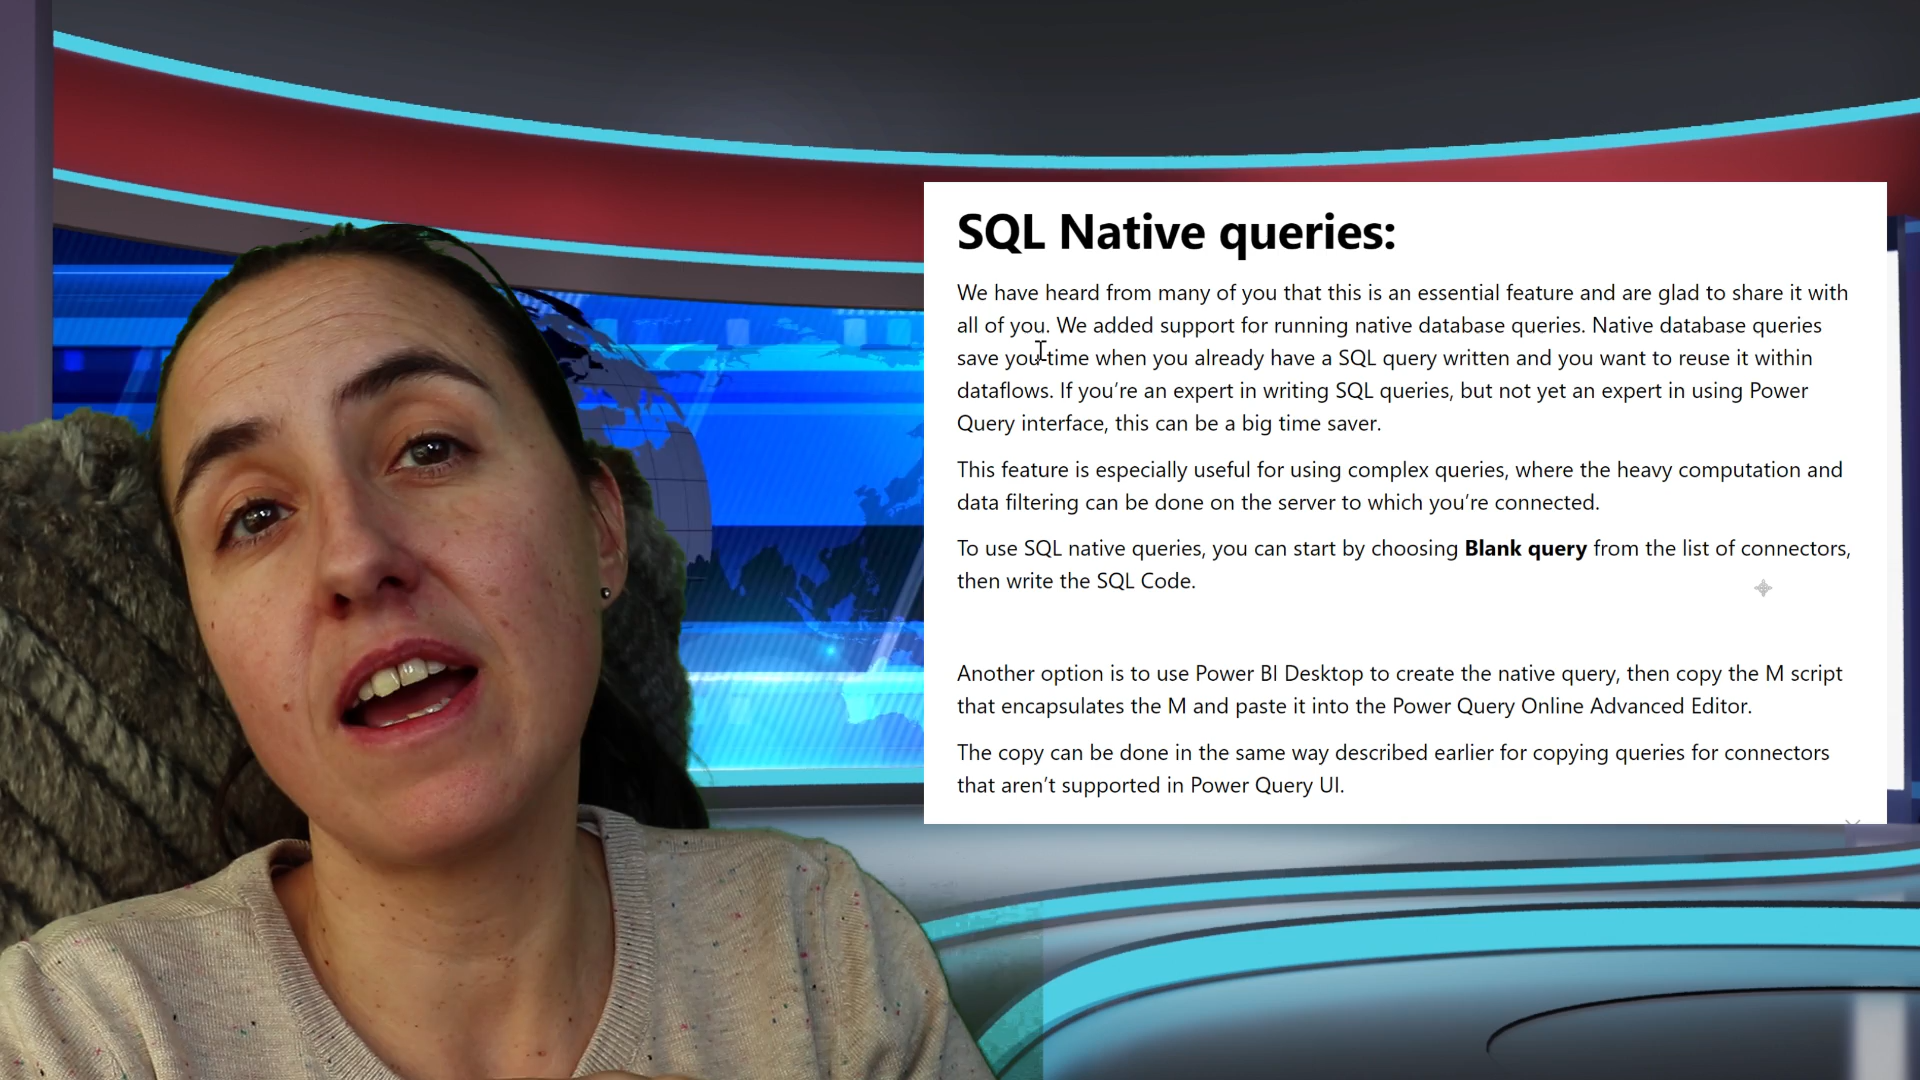 SQL Native queries:
We have heard from many of you that this is an essential feature and are glad to share it with
all of you. We added support for running native database queries. Native database queries
save you time when you already have a SQL query written and you want to reuse it within
dataflows. If you’re an expert in writing SQL queries, but not yet an expert in using Power
Query interface, this can be a big time saver.
This feature is especially useful for using complex queries, where the heavy computation and
data filtering can be done on the server to which you’re connected.
To use SQL native queries, you can start by choosing Blank query from the list of connectors,
then write the SQL Code.
Another option is to use Power BI Desktop to create the native query, then copy the M script
that encapsulates the M and paste it into the Power Query Online Advanced Editor.
The copy can be done in the same way described earlier for copying queries for connectors
that aren’t supported in Power Query UI.